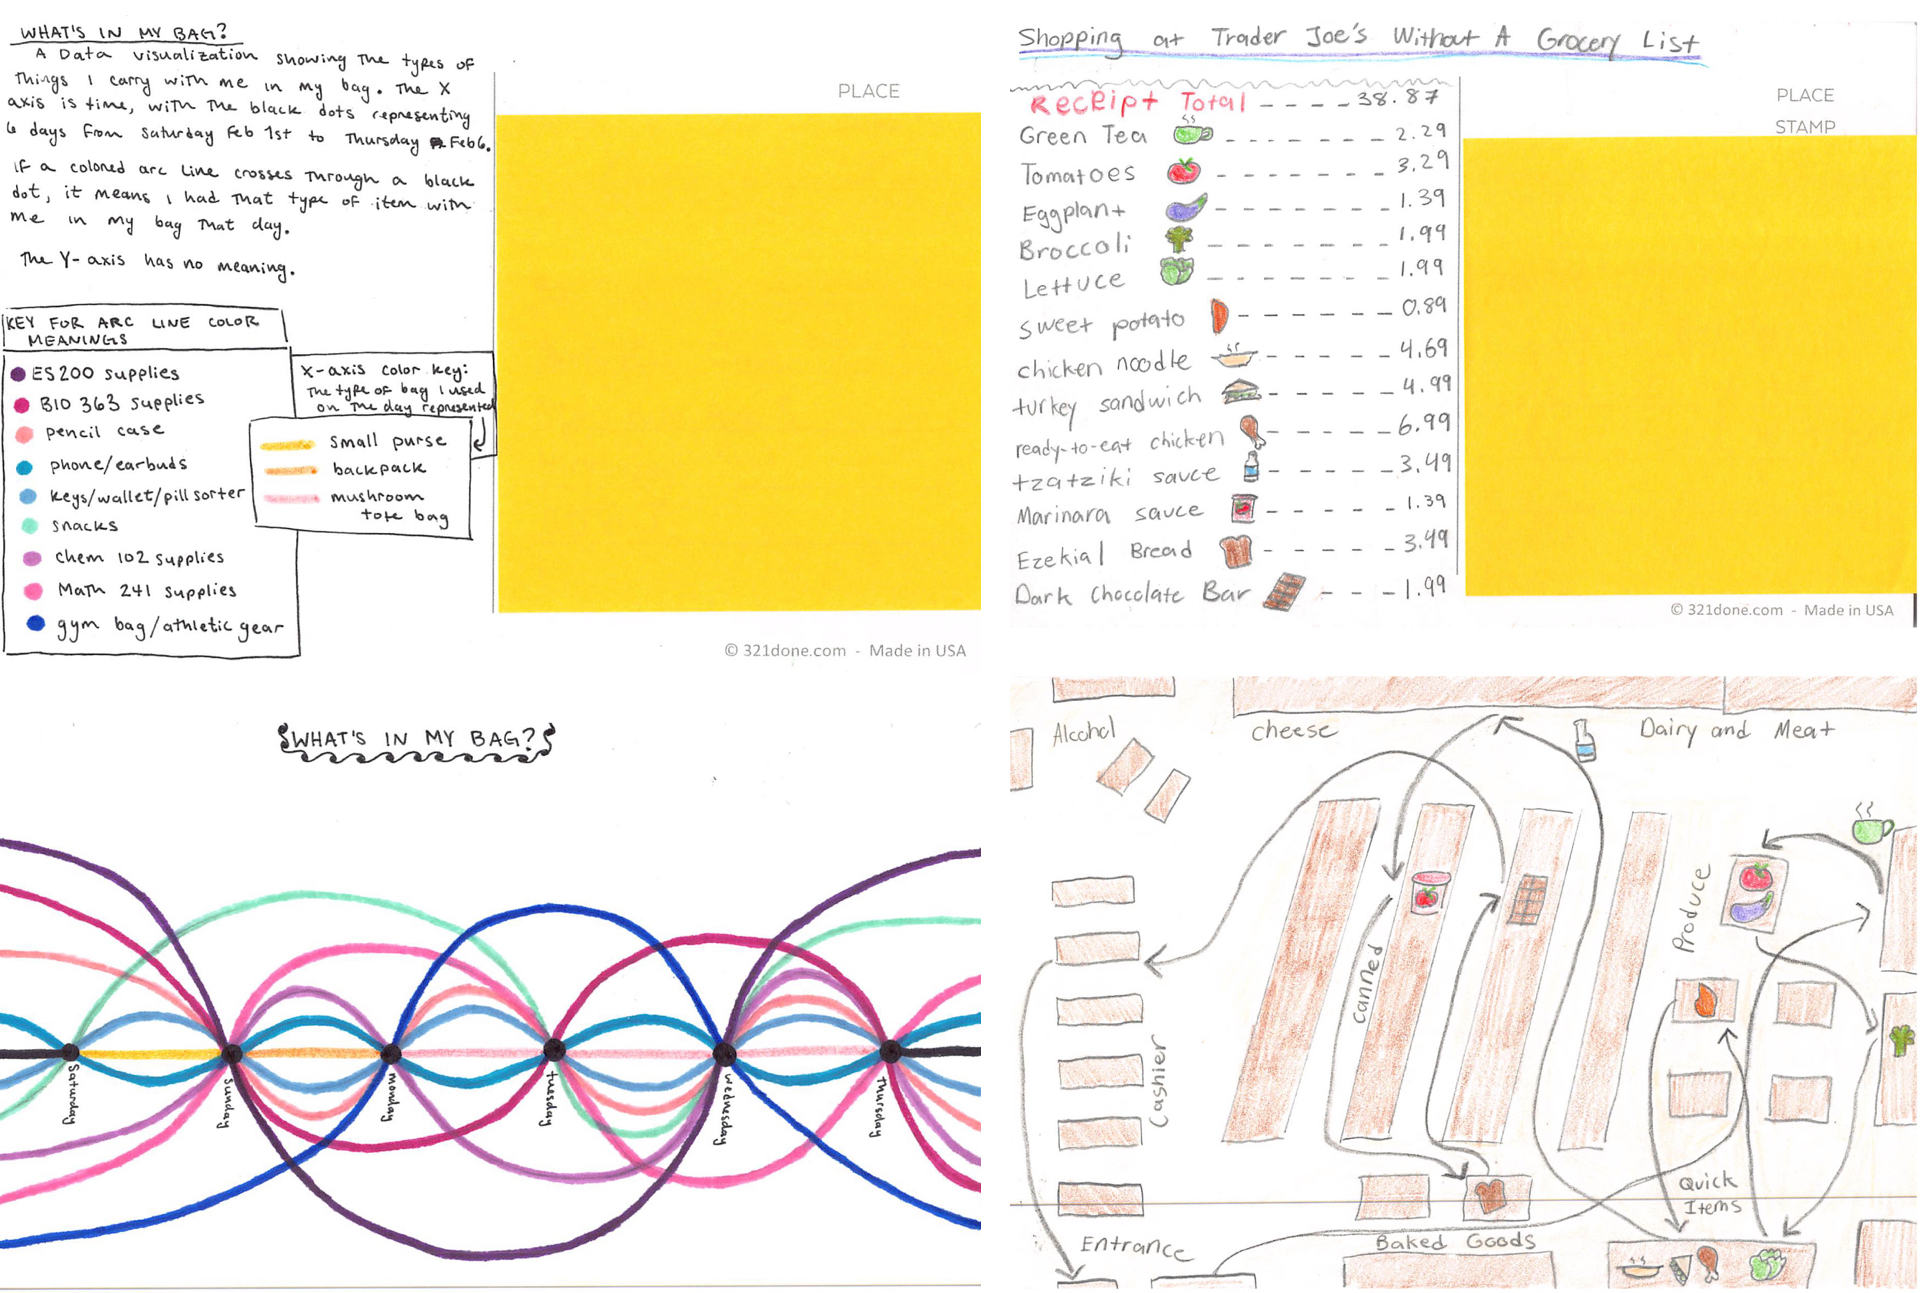 WHAT'S IN MY BAG?
A Data visualization showing the types of
things I carry with me in my bag. The X
axis is time, with the black dots representing
6 days from Saturday Feb 1st to Thursday Feb 6.
If a colored arc line crosses through a black
dot, it means I had that type of item with
me in my bag that day.
The Y-axis has no meaning.
KEY FOR ARC LINE COLOR
MEANINGS
ES200 supplies
BIO 363 supplies
pencil case
phone/earbuds
keys/wallet/pill sorter
snacks
chem 102 supplies
Math 241 supplies
gym bag/athletic gear
X-axis color key:
The type of bag I used
on the day represented
small purse
backpack
mushroom
tote bag
PLACE
© 321done.com - Made in USA
Shopping at Trader Joe's Without A Grocery List
Receipt Total ---- 38.87
Green Tea ------- 2.29
Tomatoes ------- 3.29
Eggplant ------- 1.39
Broccoli ------- 1.99
Lettuce ------- 1.99
sweet potato ------ 0.89
chicken noodle ----- 4.69
turkey sandwich ----- 4.99
ready-to-eat chicken ----- 6.99
tzatziki sauce ----- 3.49
Marinara sauce ------ 1.39
Ezekial Bread ----- 3.49
Dark Chocolate Bar --- 1.99
PLACE
STAMP
© 321done.com - Made in USA
WHAT'S IN MY BAG?
Saturday
Sunday
monday
tuesday
wednesday
Thursday
Alcohol
cheese
Dairy and Meat
Produce
canned
Cashier
Quick
Items
Entrance
Baked Goods